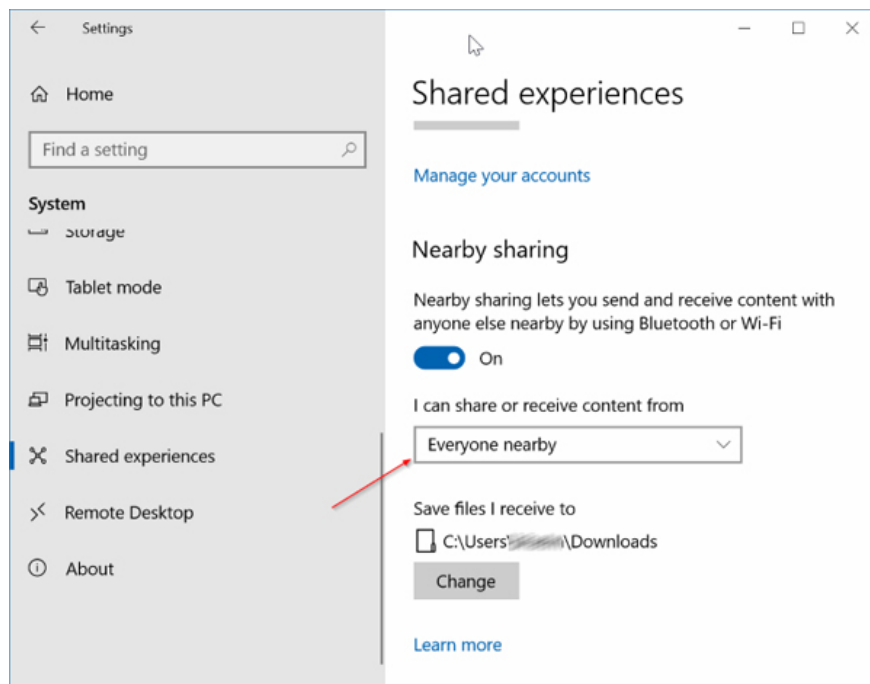 Settings
Home
Find a setting
System
Storage
Tablet mode
Multitasking
Projecting to this PC
Shared experiences
Remote Desktop
About
Shared experiences
Manage your accounts
Nearby sharing
Nearby sharing lets you send and receive content with
anyone else nearby by using Bluetooth or Wi-Fi
On
I can share or receive content from
Everyone nearby
Save files I receive to
C:\Users\ \Downloads
Change
Learn more